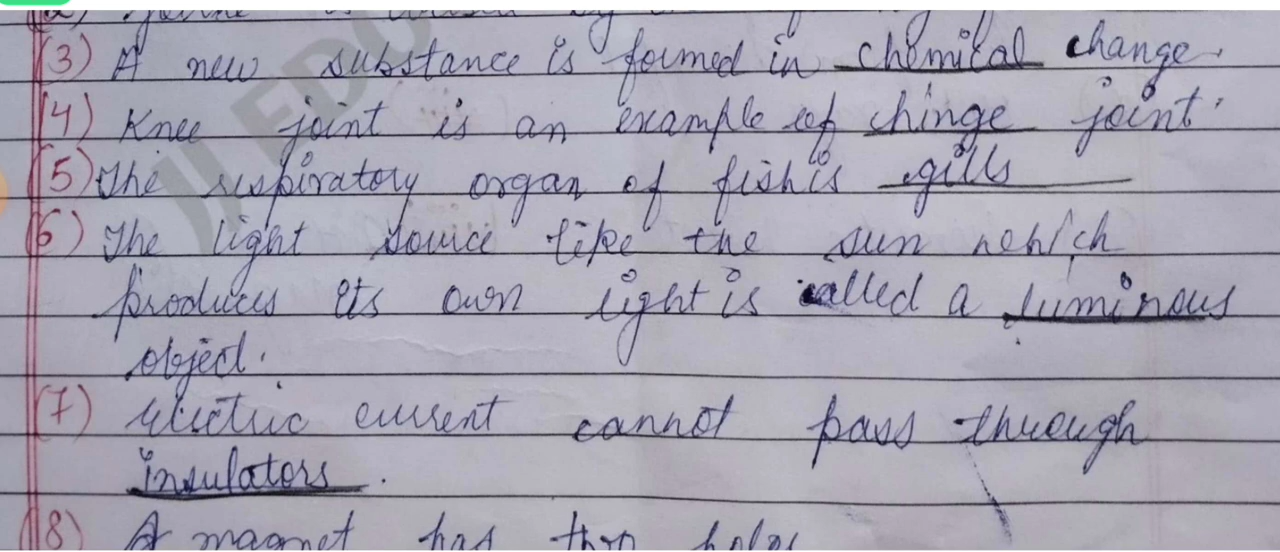 (3) A new substance is formed in chemical change.
(4) Knee joint is an example of hinge joint.
(5) The respiratory organ of fish is gills
(6) The light source like the sun which
produces its own light is called a luminous
object.
(7) Electric current cannot pass through
insulators.
(8) A magnet has two poles